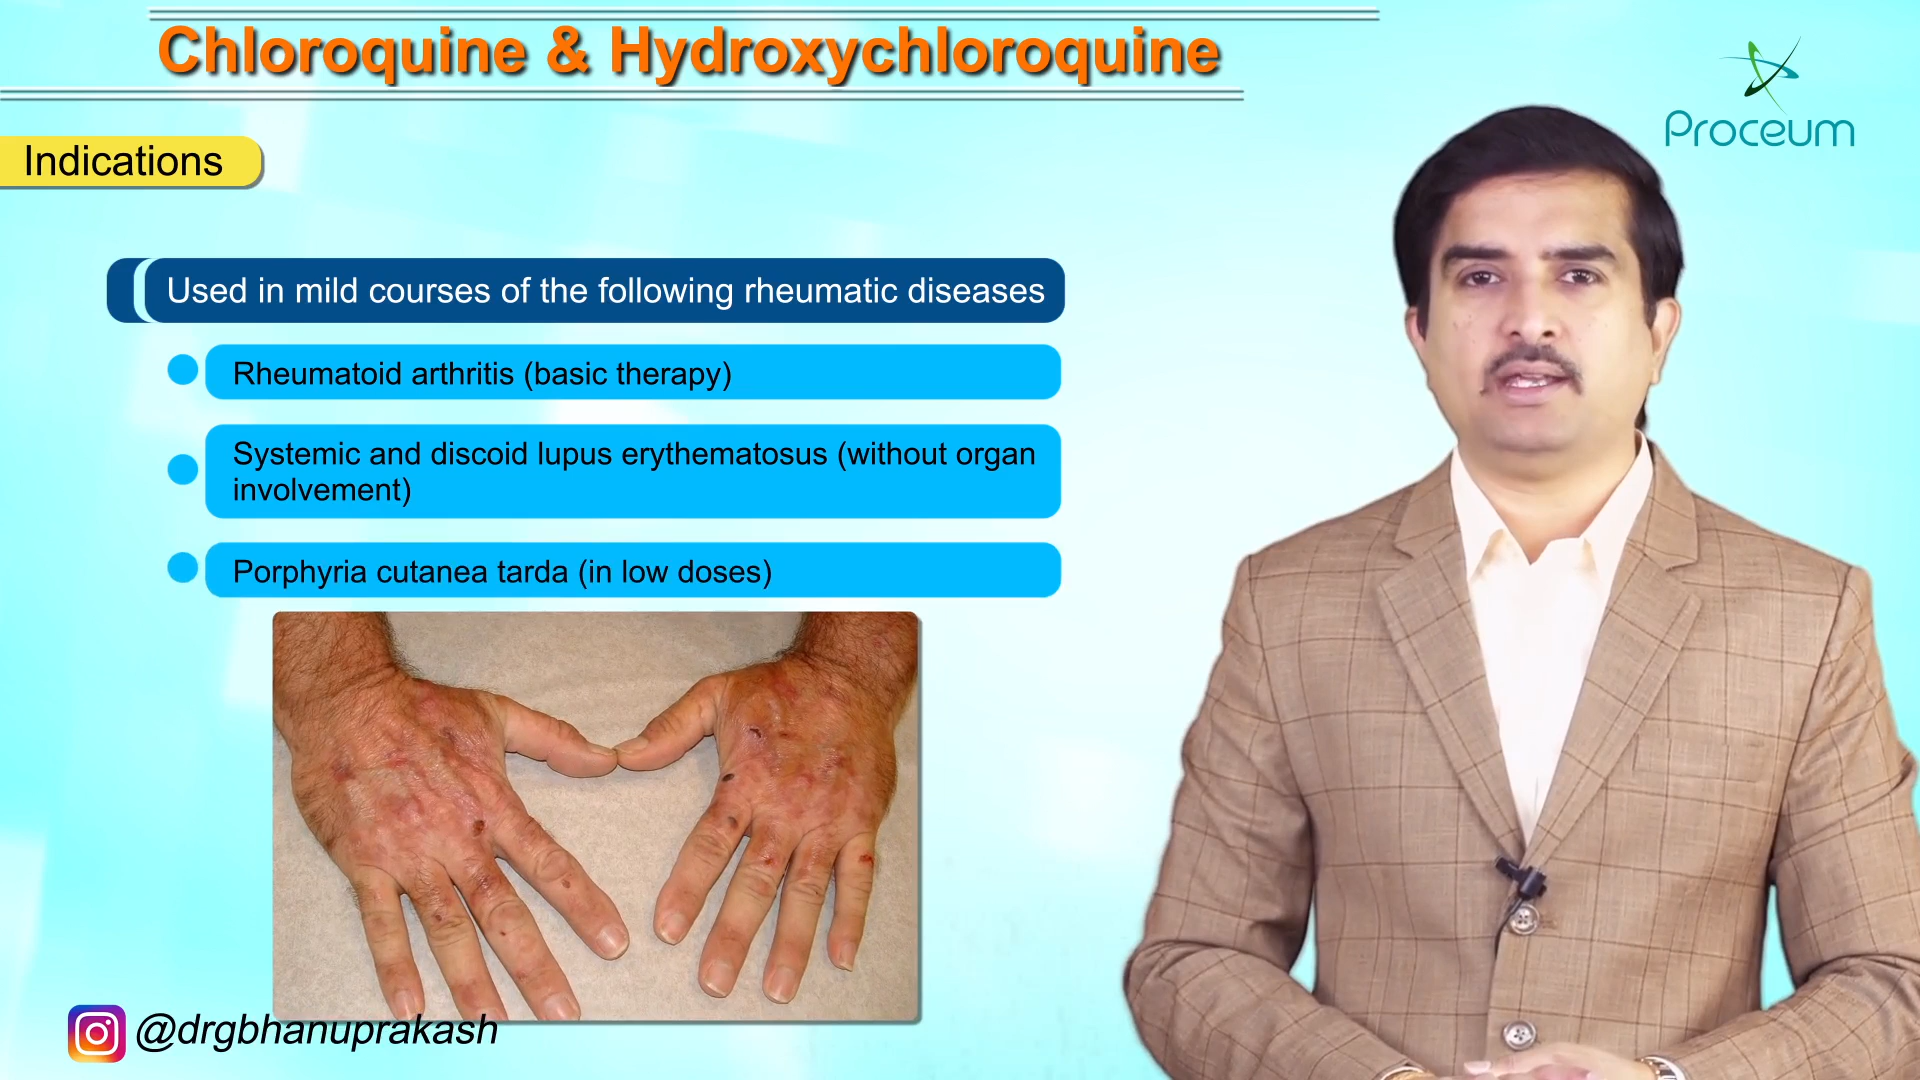 Chloroquine & Hydroxychloroquine
Proceum
Indications
Used in mild courses of the following rheumatic diseases
Rheumatoid arthritis (basic therapy)
Systemic and discoid lupus erythematosus (without organ
involvement)
Porphyria cutanea tarda (in low doses)
@drgbhanuprakash